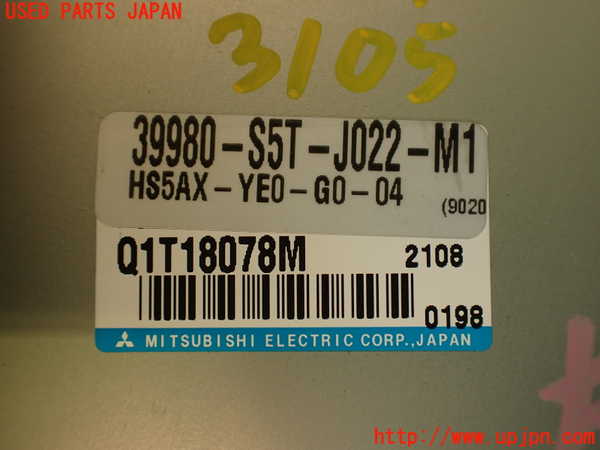 USED PARTS JAPAN
3105
39980-S5T-J022-M1
HS5AX-YE0-G0-04
(9020
Q1T18078M
2108
0198
MITSUBISHI ELECTRIC CORP.,JAPAN
(C)UPJ http://www.upjpn.com/